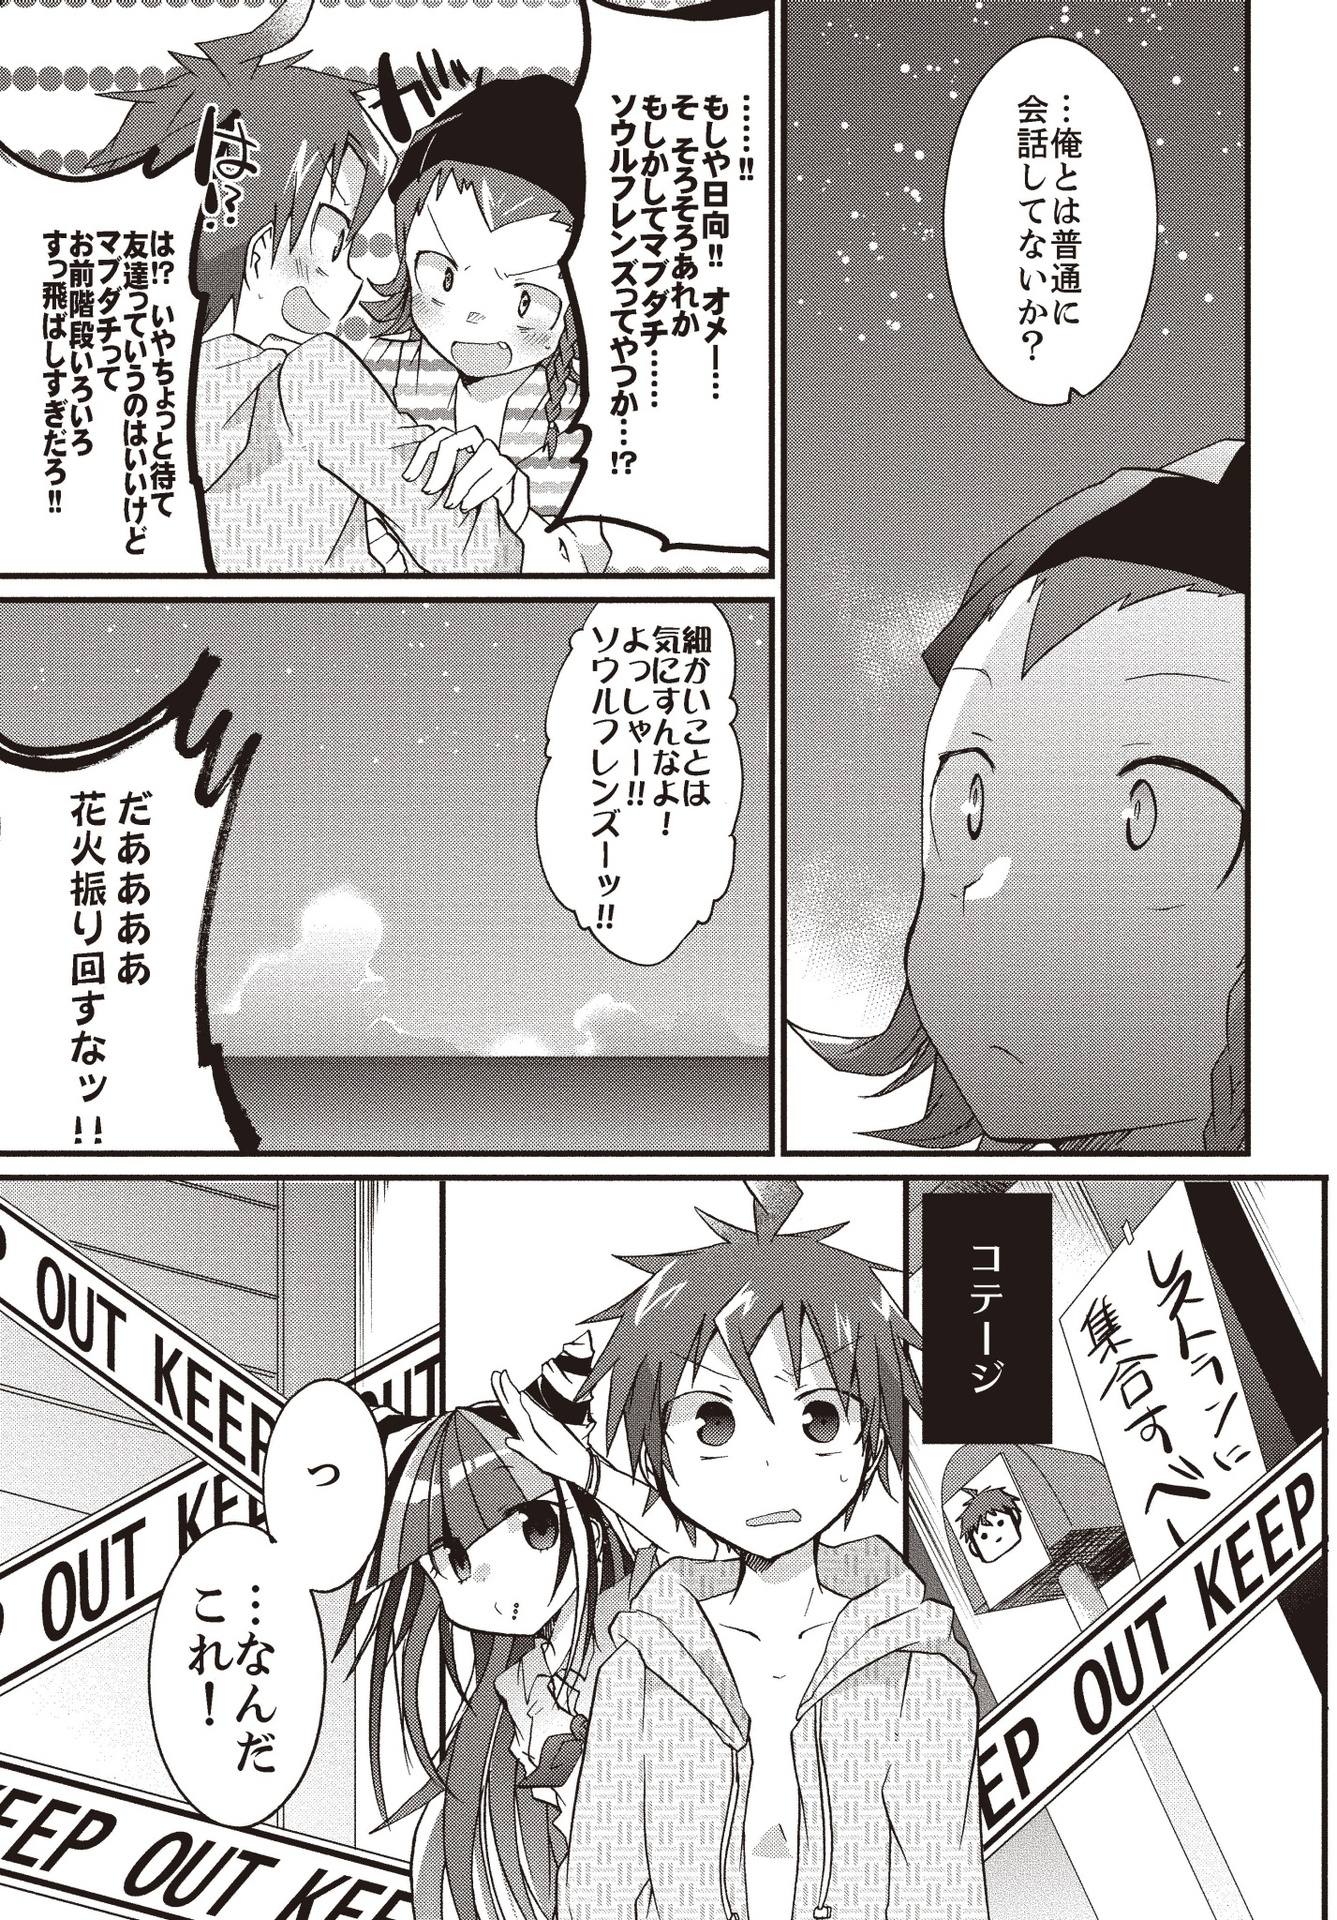 …俺とは普通に
会話してないか？
……!!
もしや日向!! オメー…
そ そろそろあれか
もしかしてマブダチ……
ソウルフレンズってやつか…!?
ガバッ
は!?
は!? いやちょっと待て
友達っていうのはいいけど
マブダチって
お前階段いろいろ
すっ飛ばしすぎだろ!!
細かいことは
気にすんなよ！
よっしゃー!!
ソウルフレンズーッ!!
だぁぁぁぁ
花火振り回すなッ!!
コテージ
レストランに
集合すべし
KEEP OUT KEEP
EP
っ
…なんだ
これ！
P OUT KEEP
OUT
P OUT KEEP
KEEP OUT KEEP